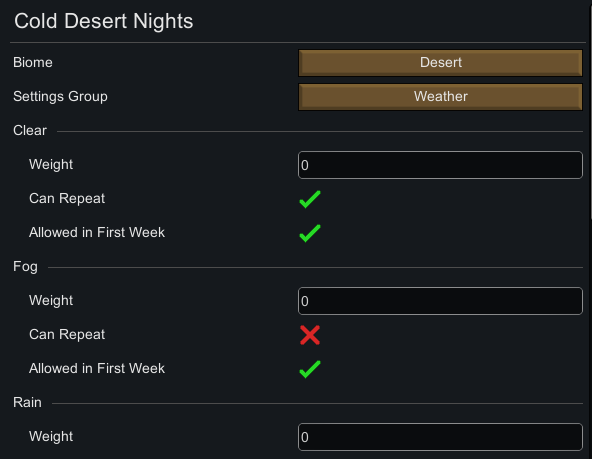 Cold Desert Nights
Biome Desert
Settings Group Weather
Clear
Weight 0
Can Repeat
Allowed in First Week
Fog
Weight 0
Can Repeat
Allowed in First Week
Rain
Weight 0